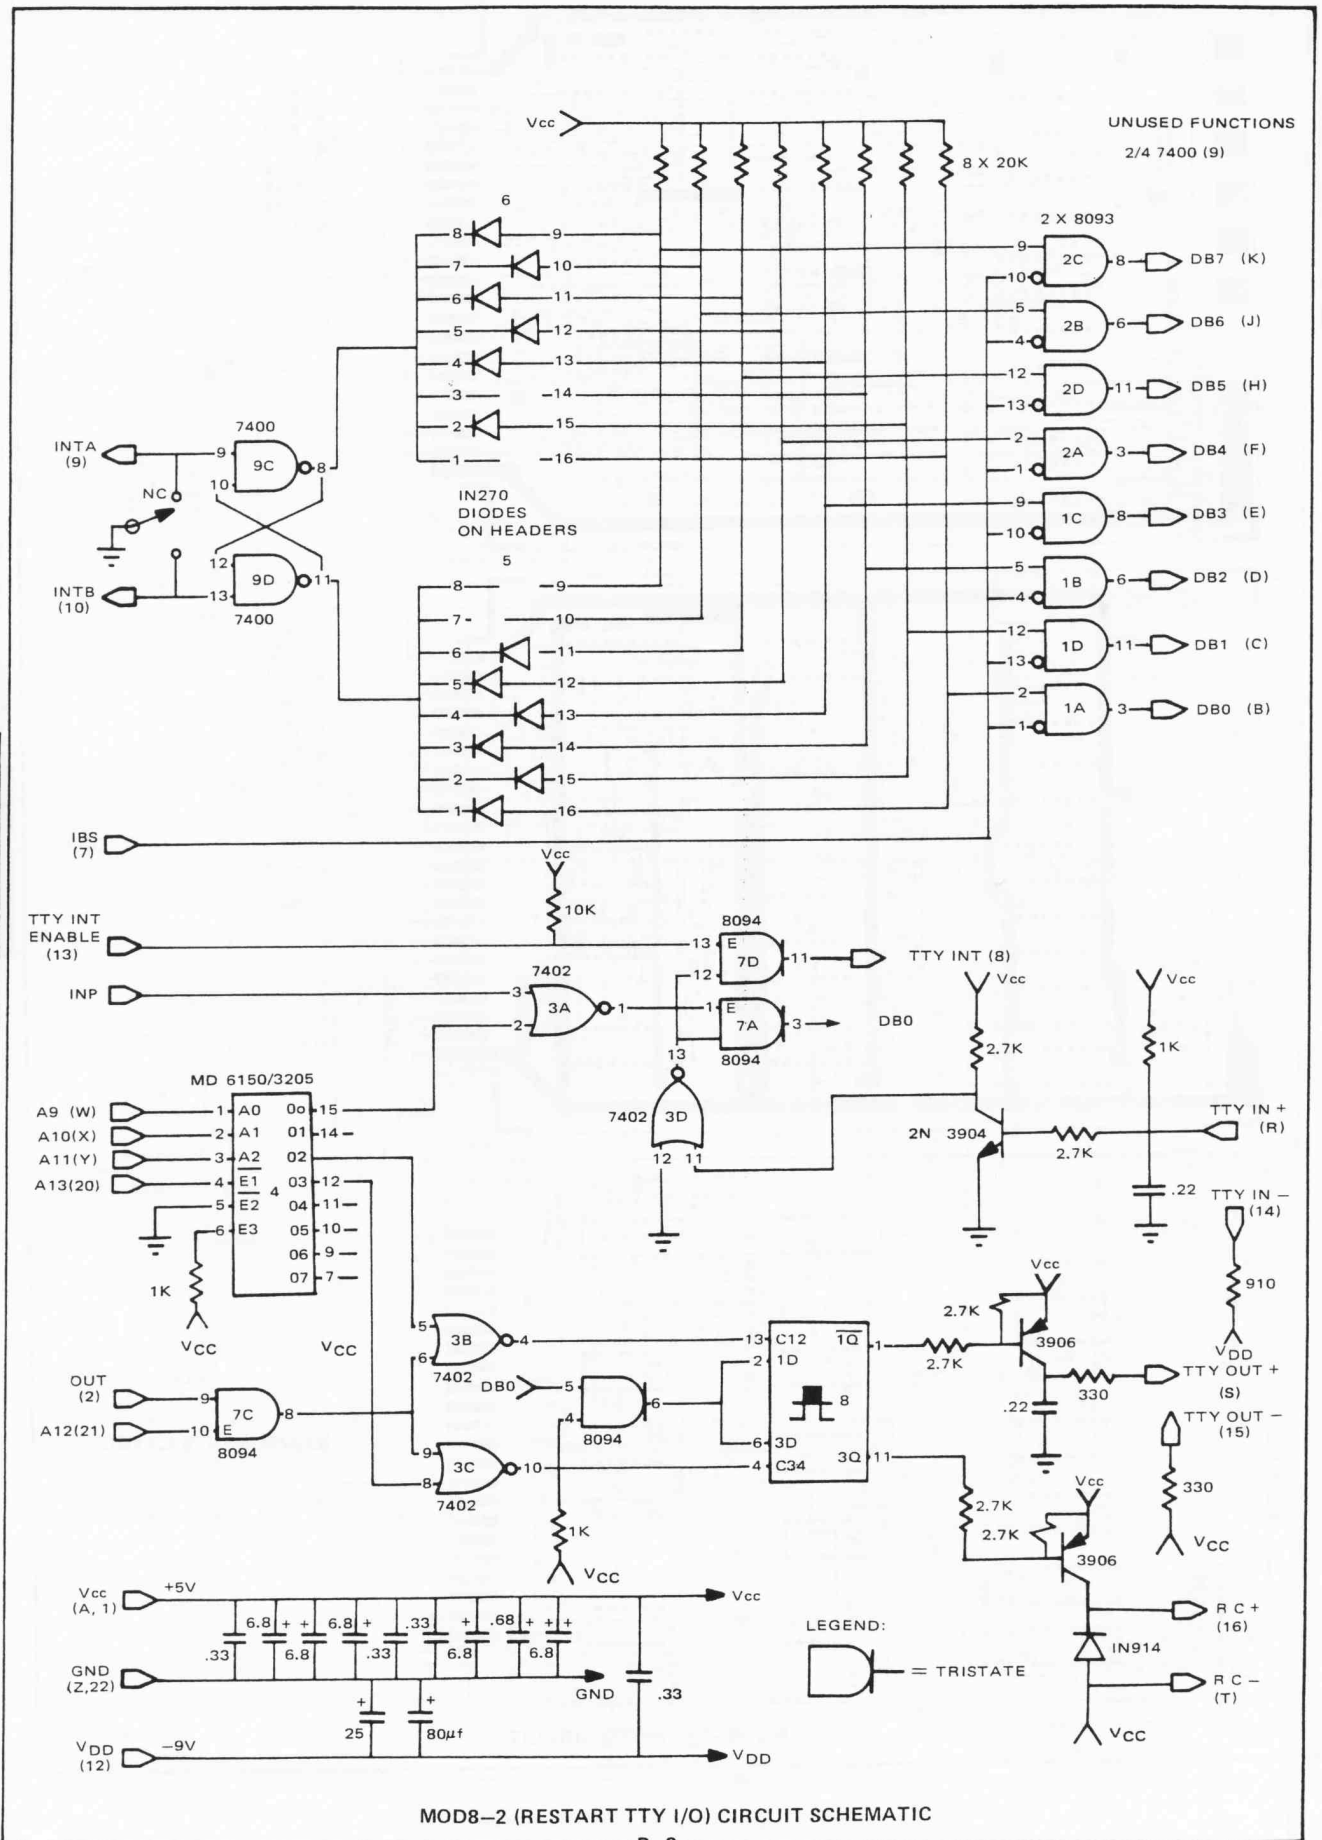 Vcc
UNUSED FUNCTIONS
2/4 7400 (9)
8 X 20K
6
8 9
7 10
6 11
5 12
4 13
3 14
2 15
1 16
2 X 8093
9
10
2C
8
DB7 (K)
5
4
2B
6
DB6 (J)
12
13
2D
11
DB5 (H)
2
1
2A
3
DB4 (F)
9
10
1C
8
DB3 (E)
5
4
1B
6
DB2 (D)
12
13
1D
11
DB1 (C)
2
1
1A
3
DB0 (B)
7400
INTA
(9)
9
10
9C
8
NC
12
13
9D
11
INTB
(10)
7400
IN270
DIODES
ON HEADERS
5
8 9
7 10
6 11
5 12
4 13
3 14
2 15
1 16
IBS
(7)
Vcc
10K
TTY INT
ENABLE
(13)
8094
13 E
12
7D
11
TTY INT (8)
INP
7402
3
2
3A
1
1 E
7A
3
DB0
8094
13
7402
3D
12 11
Vcc
2.7K
Vcc
1K
2N 3904
2.7K
TTY IN +
(R)
.22
TTY IN –
(14)
910
VDD
MD 6150/3205
A9 (W)
A10(X)
A11(Y)
A13(20)
1 A0
2 A1
3 A2
4 E1
5 E2
6 E3
4
0o 15
01 14
02
03 12
04 11
05 10
06 9
07 7
1K
VCC
VCC
5
6
3B
4
7402
OUT
(2)
A12(21)
9
10 E
7C
8
8094
9
8
3C
10
7402
DB0
5
4
6
8094
1K
VCC
13 C12
2 1D
6 3D
4 C34
1Q 1
8
3Q 11
2.7K
2.7K
Vcc
3906
330
TTY OUT +
(S)
.22
TTY OUT –
(15)
330
VCC
2.7K
2.7K
Vcc
3906
R C +
(16)
IN914
R C –
(T)
VCC
Vcc
(A, 1)
+5V
Vcc
.33
6.8 +
+
6.8
6.8 +
.33
.33
+
6.8
.68 +
+
6.8
GND
(Z,22)
GND
.33
+
25
+
80µf
VDD
(12)
–9V
VDD
LEGEND:
= TRISTATE
MOD8–2 (RESTART TTY I/O) CIRCUIT SCHEMATIC